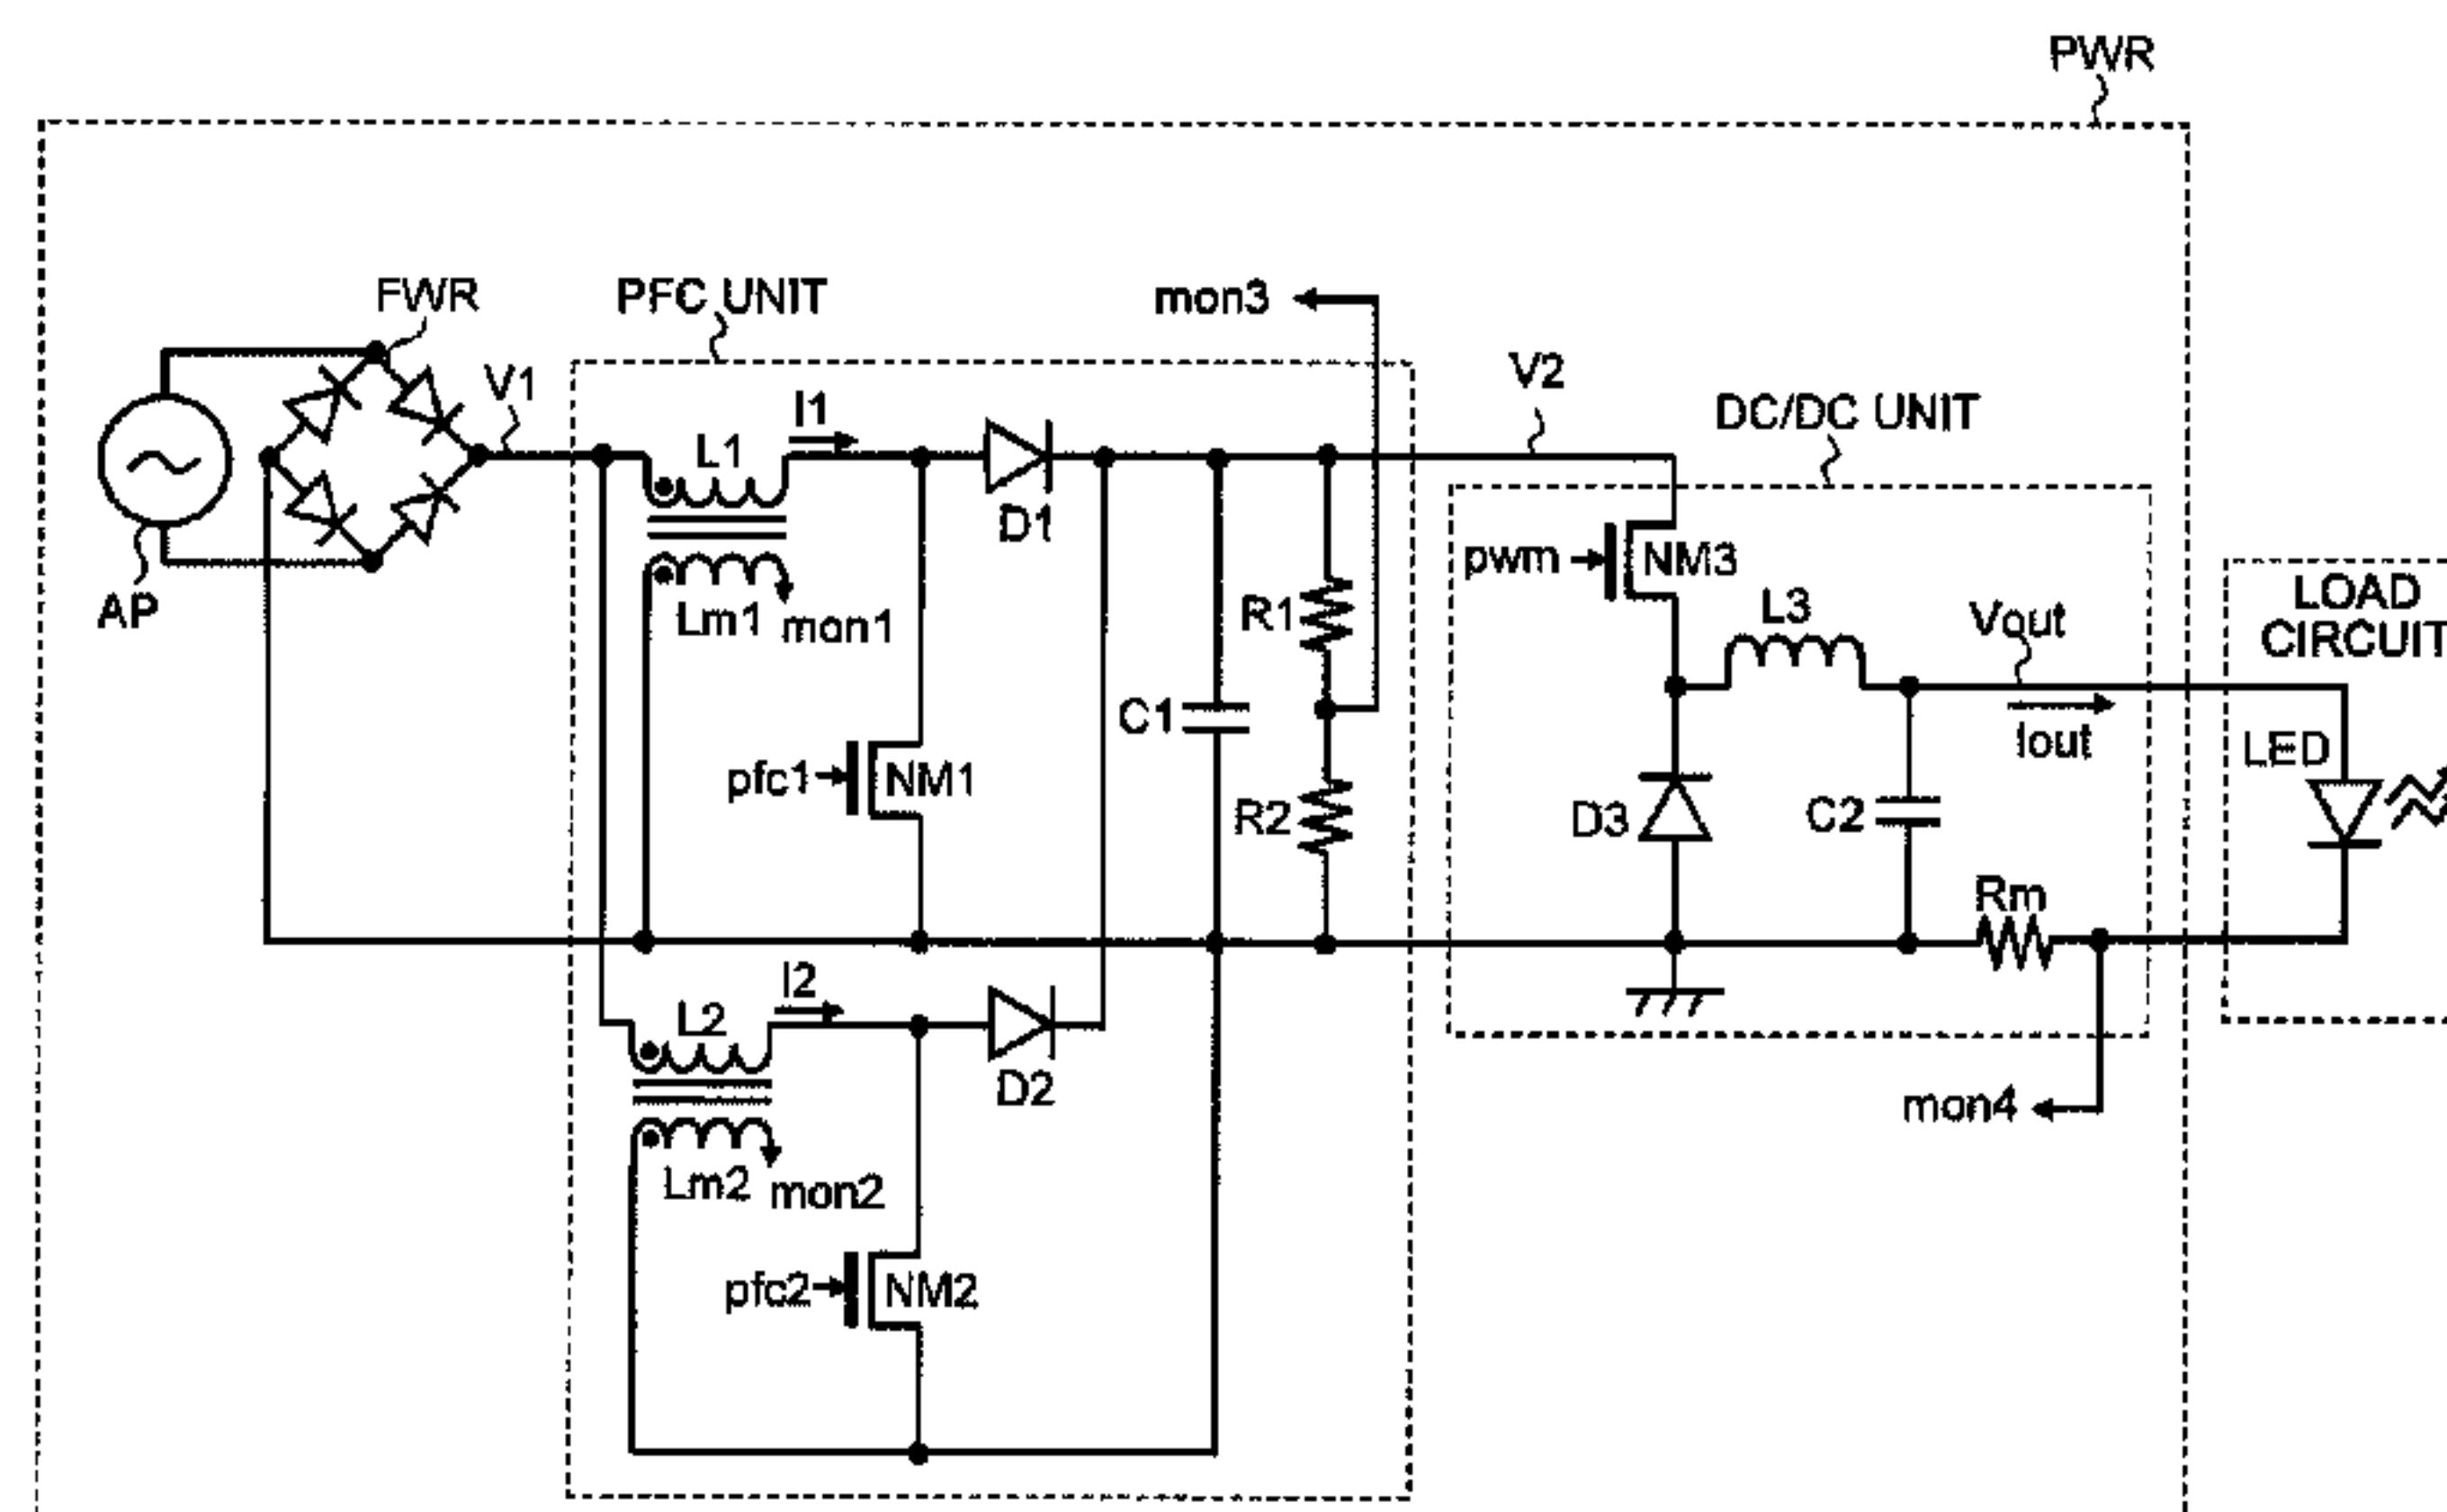 PWR
FWR
PFC UNIT
mon3
V1
I1
V2
DC/DC UNIT
L1
D1
pwm
NM3
AP
Lm1
mon1
R1
L3
Vout
LOAD
CIRCUIT
C1
Iout
LED
pfc1
NM1
R2
D3
C2
Rm
I2
L2
D2
mon4
Lm2
mon2
pfc2
NM2